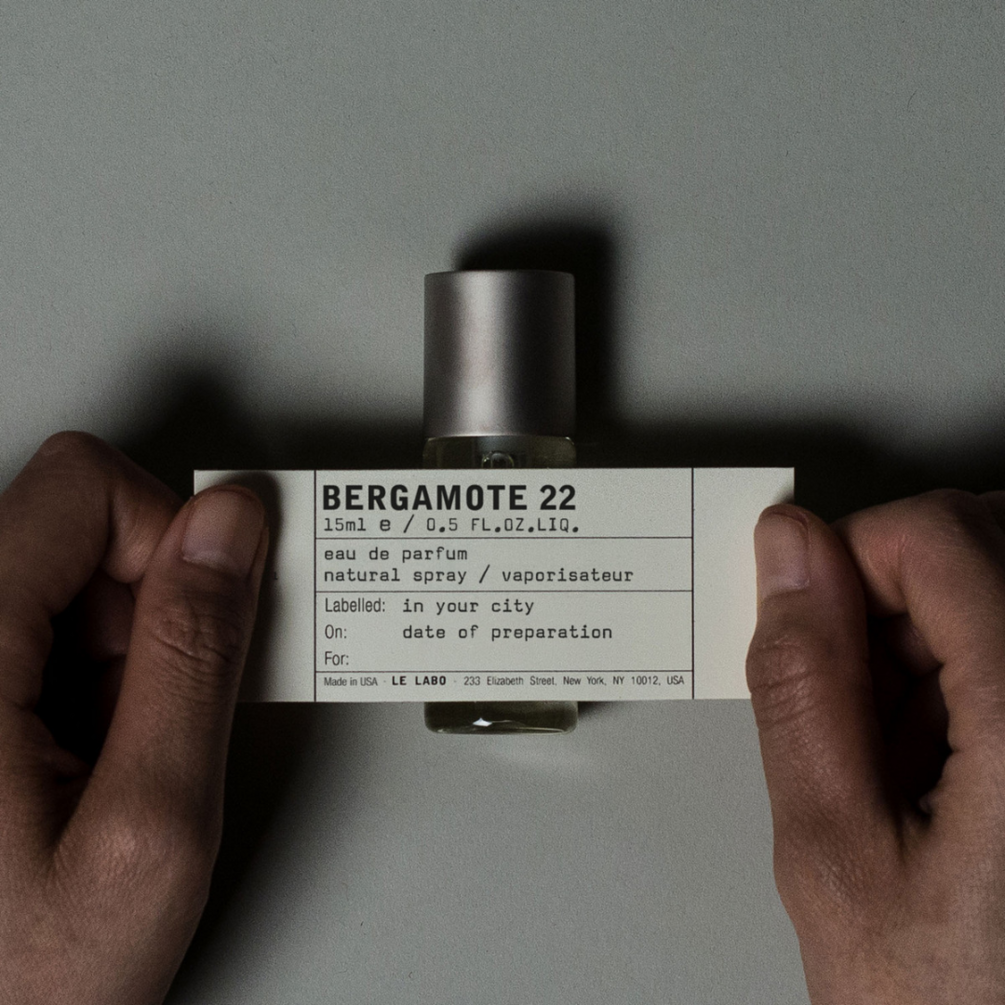 BERGAMOTE 22
15ml e / 0.5 FL.OZ.LIQ.
eau de parfum
natural spray / vaporisateur
Labelled: in your city
On: date of preparation
For:
Made in USA · LE LABO · 233 Elizabeth Street, New York, NY 10012, USA